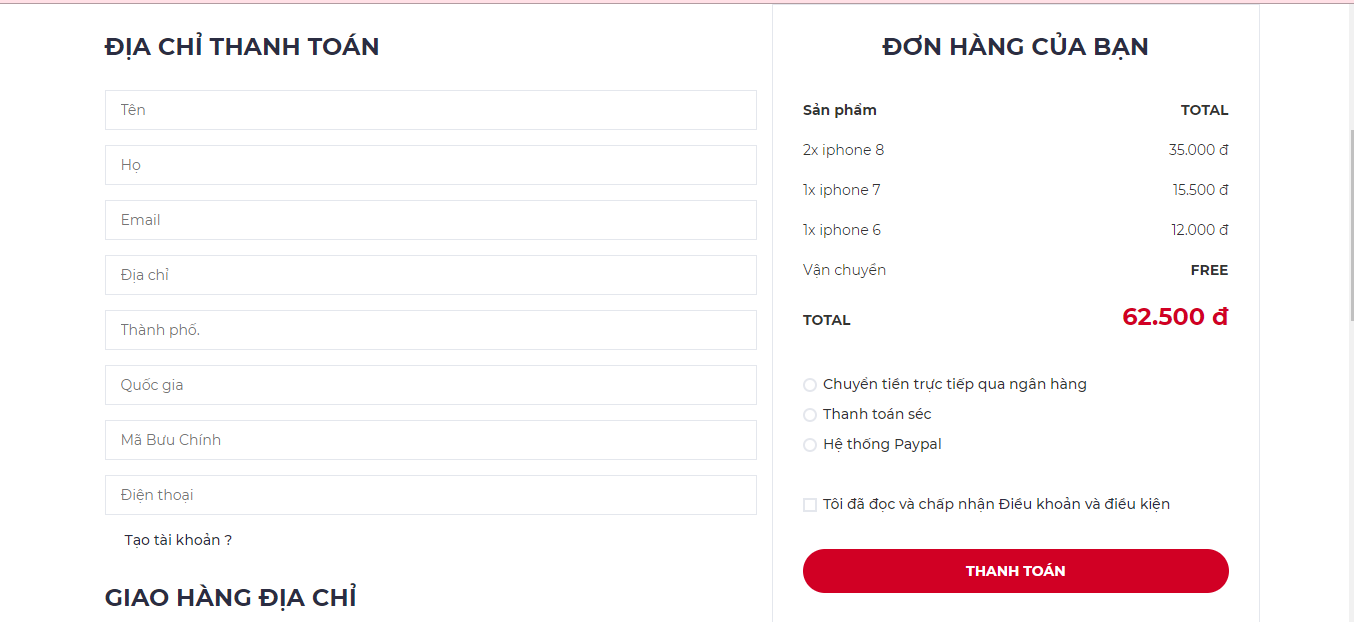 ĐỊA CHỈ THANH TOÁN
Tên
Họ
Email
Địa chỉ
Thành phố.
Quốc gia
Mã Bưu Chính
Điện thoại
Tạo tài khoản ?
GIAO HÀNG ĐỊA CHỈ
ĐƠN HÀNG CỦA BẠN
Sản phẩm TOTAL
2x iphone 8 35.000 đ
1x iphone 7 15.500 đ
1x iphone 6 12.000 đ
Vận chuyển FREE
TOTAL 62.500 đ
Chuyển tiền trực tiếp qua ngân hàng
Thanh toán séc
Hệ thống Paypal
Tôi đã đọc và chấp nhận Điều khoản và điều kiện
THANH TOÁN